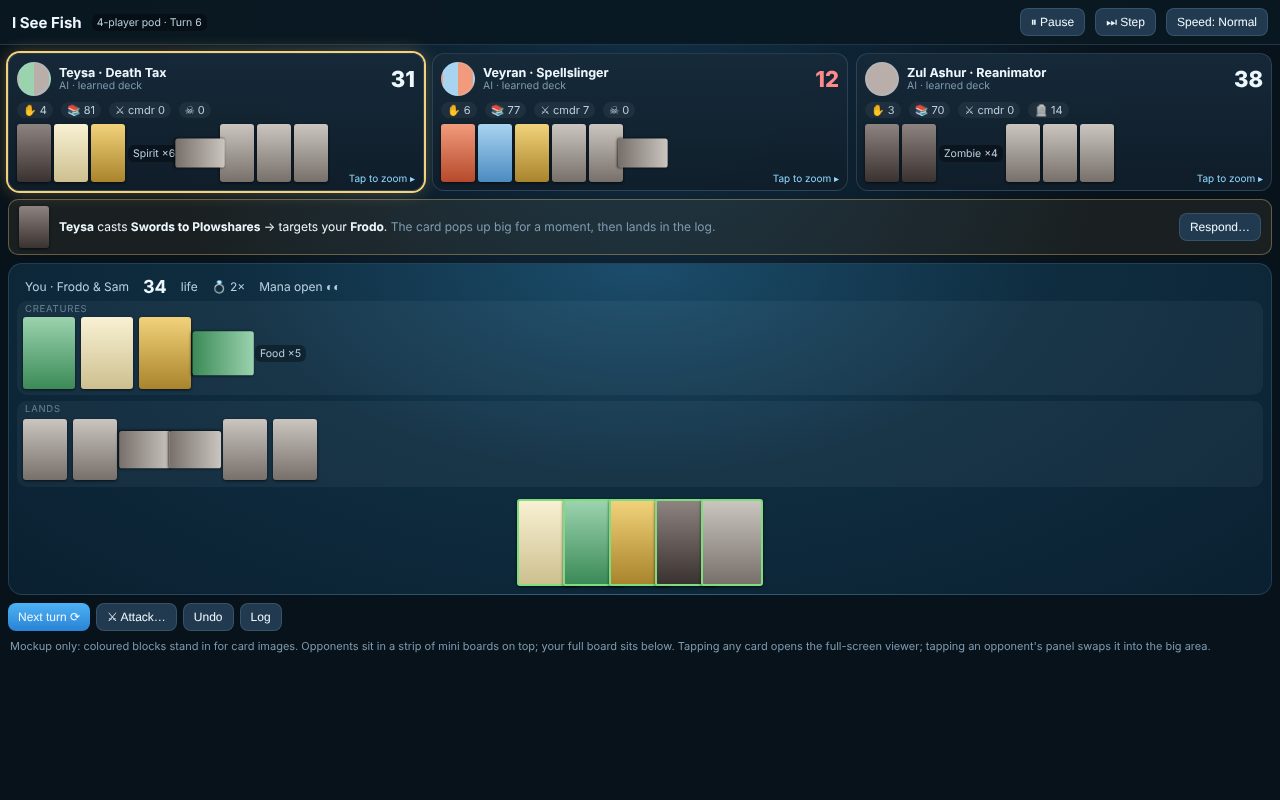 I See Fish 4-player pod · Turn 6 ⏸ Pause ⏭ Step Speed: Normal
Teysa · Death Tax 31
AI · learned deck
✋ 4 📚 81 ⚔ cmdr 0 ☠ 0
Spirit ×6
Tap to zoom ▸
Veyran · Spellslinger 12
AI · learned deck
✋ 6 📚 77 ⚔ cmdr 7 ☠ 0
Tap to zoom ▸
Zul Ashur · Reanimator 38
AI · learned deck
✋ 3 📚 70 ⚔ cmdr 0 🪦 14
Zombie ×4
Tap to zoom ▸
Teysa casts Swords to Plowshares → targets your Frodo. The card pops up big for a moment, then lands in the log. Respond…
You · Frodo & Sam 34 life 💍 2× Mana open ◖◖
CREATURES
Food ×5
LANDS
Next turn ⟳ ⚔ Attack… Undo Log
Mockup only: coloured blocks stand in for card images. Opponents sit in a strip of mini boards on top; your full board sits below. Tapping any card opens the full-screen viewer; tapping an opponent's panel swaps it into the big area.